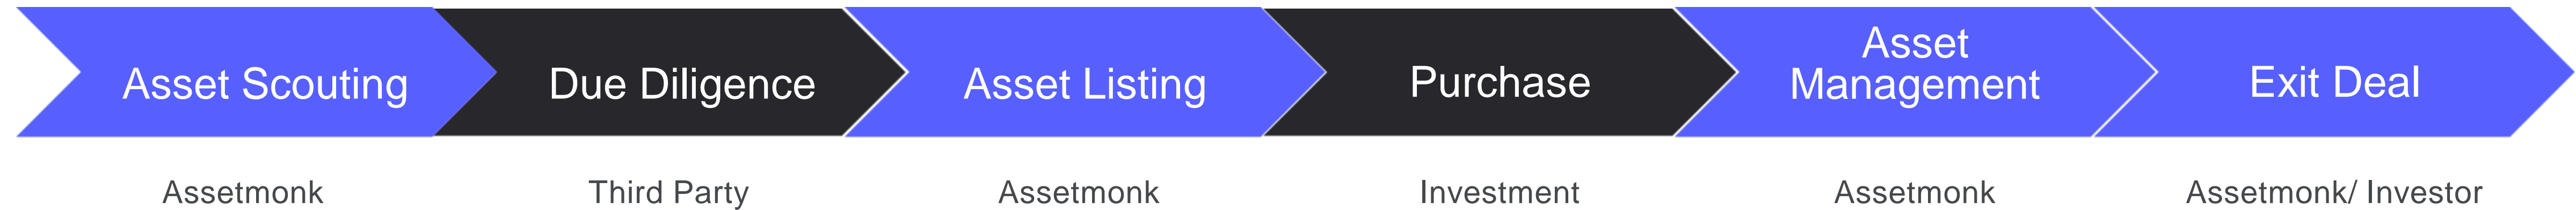 Asset Scouting
Due Diligence
Asset Listing
Purchase
Asset
Management
Exit Deal
Assetmonk
Third Party
Assetmonk
Investment
Assetmonk
Assetmonk/ Investor